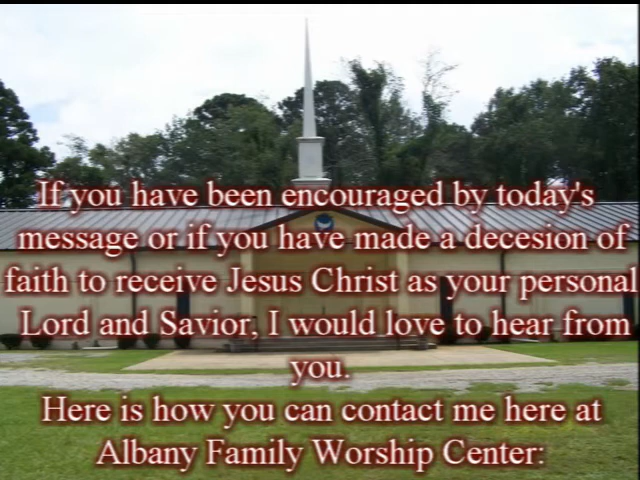 If you have been encouraged by today's
message or if you have made a decesion of
faith to receive Jesus Christ as your personal
Lord and Savior, I would love to hear from
you.
Here is how you can contact me here at
Albany Family Worship Center: